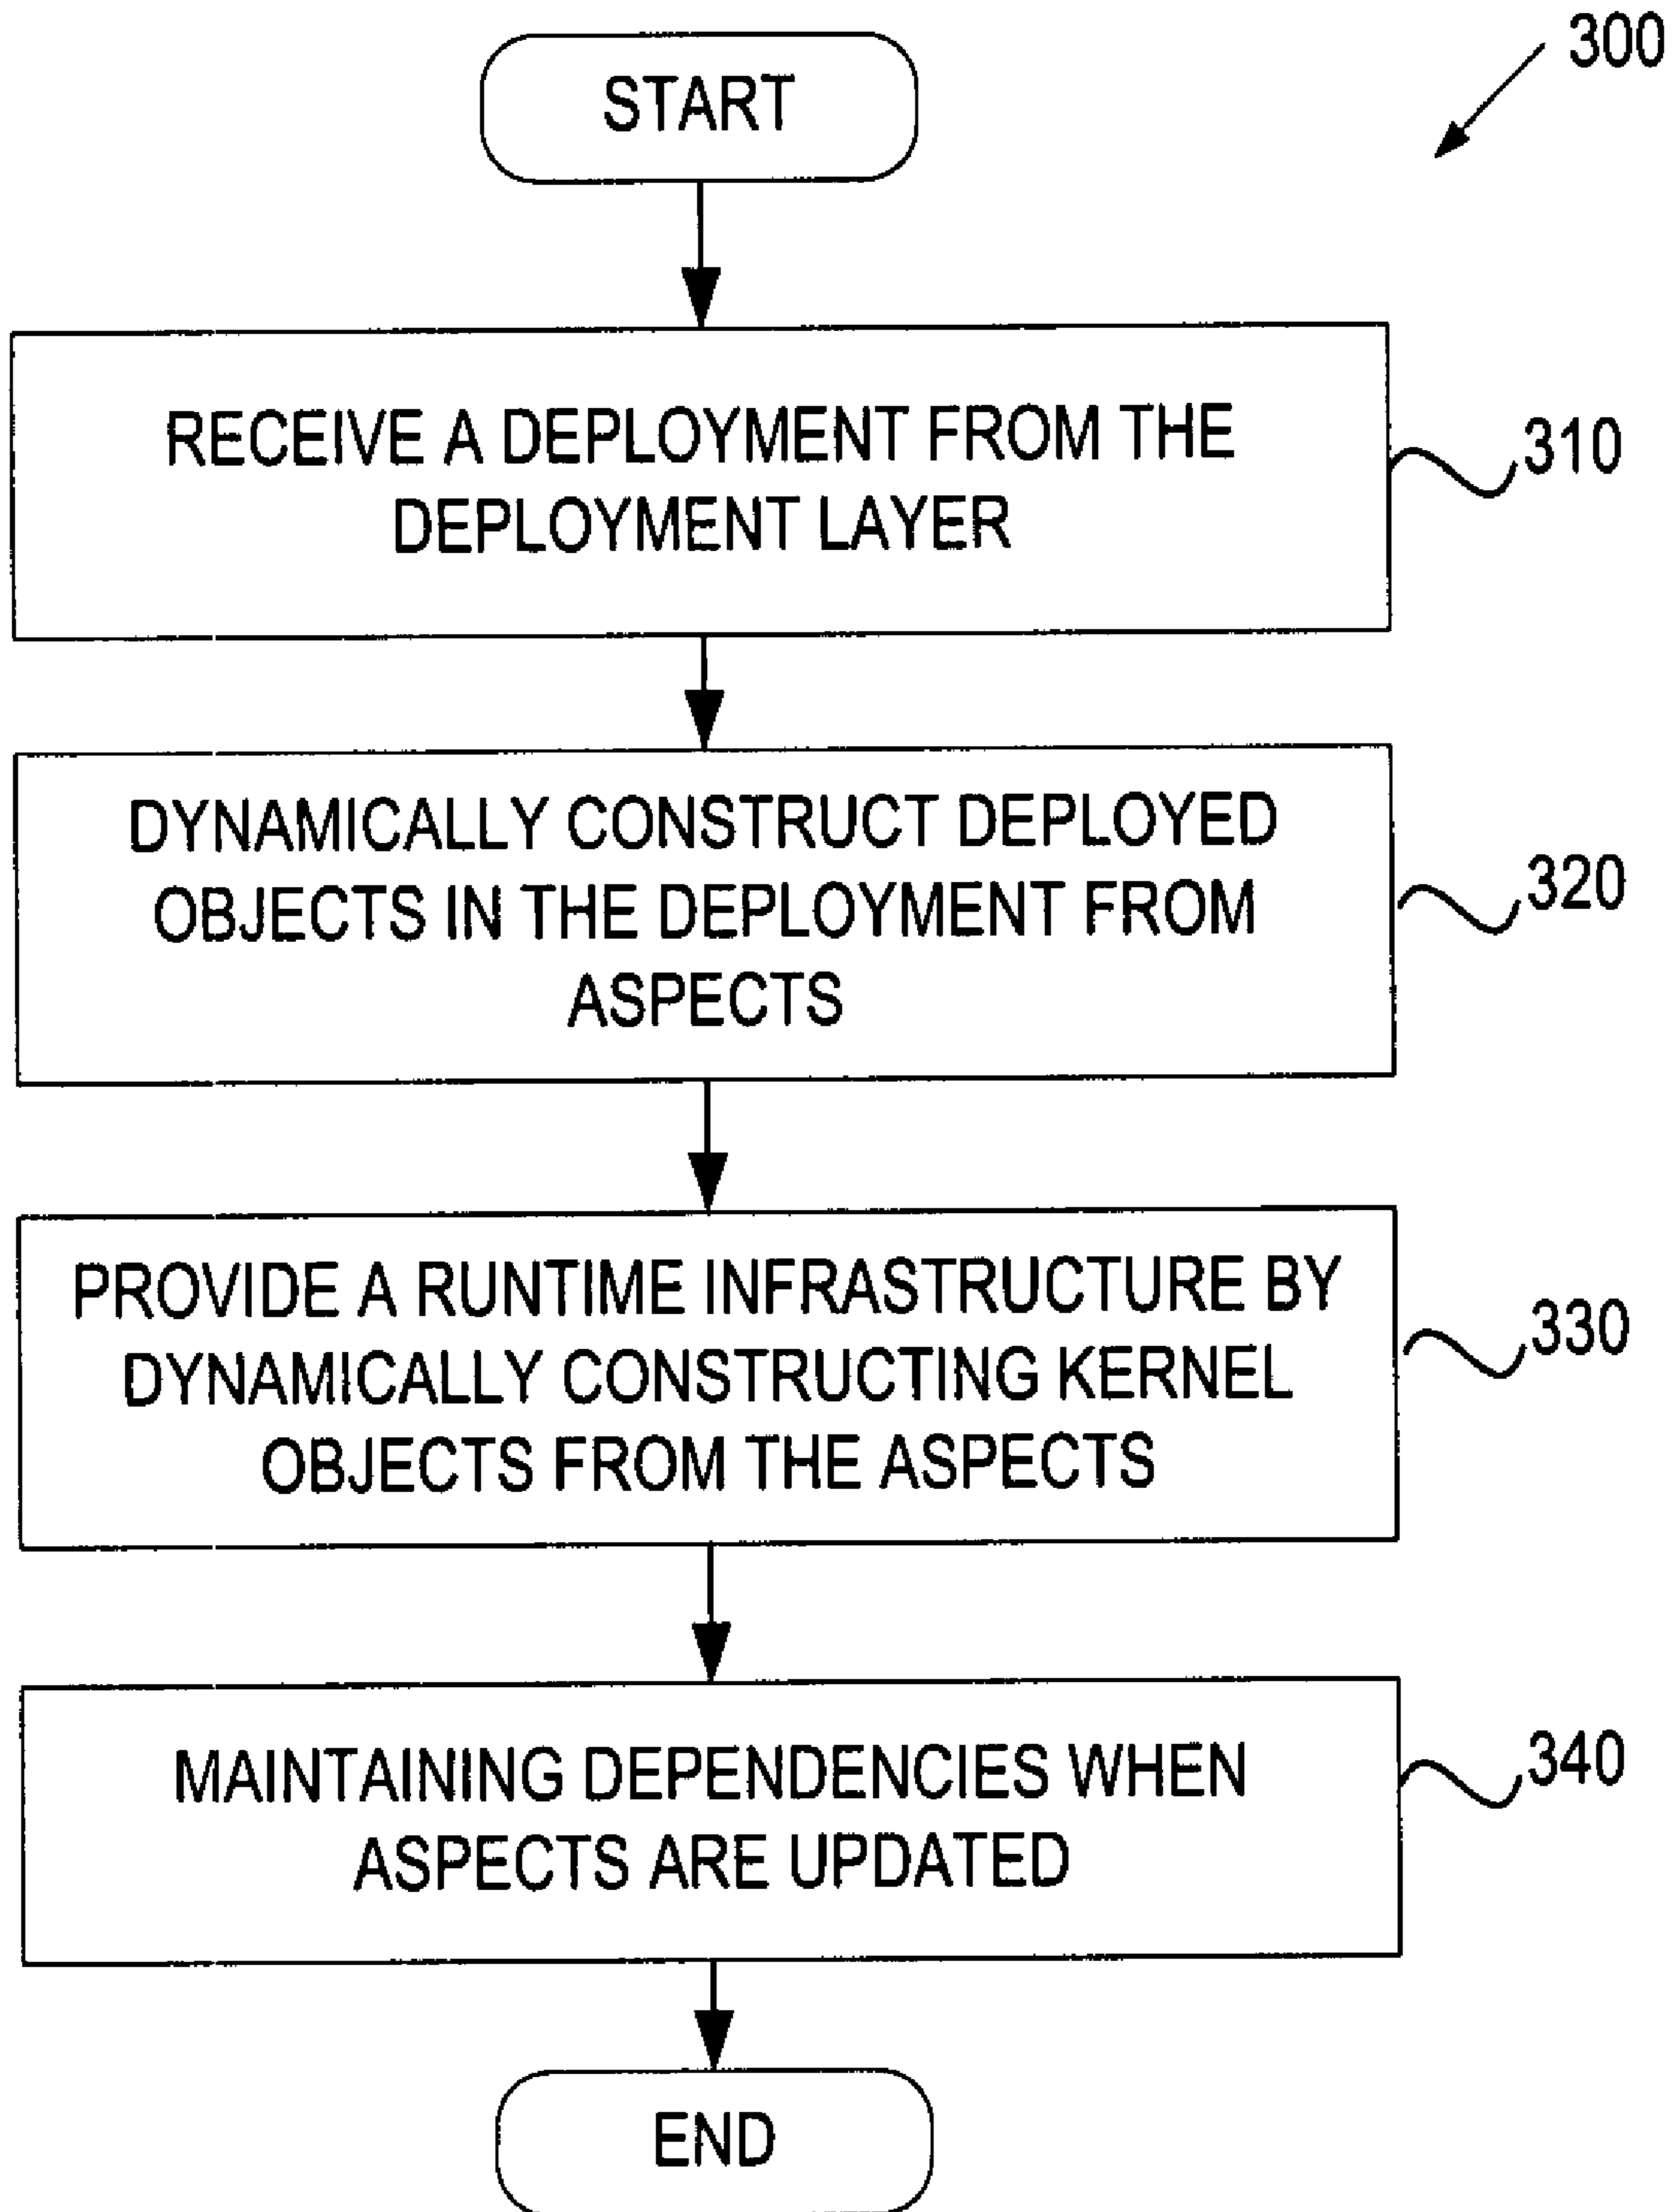 300
START
RECEIVE A DEPLOYMENT FROM THE
DEPLOYMENT LAYER
310
DYNAMICALLY CONSTRUCT DEPLOYED
OBJECTS IN THE DEPLOYMENT FROM
ASPECTS
320
PROVIDE A RUNTIME INFRASTRUCTURE BY
DYNAMICALLY CONSTRUCTING KERNEL
OBJECTS FROM THE ASPECTS
330
MAINTAINING DEPENDENCIES WHEN
ASPECTS ARE UPDATED
340
END